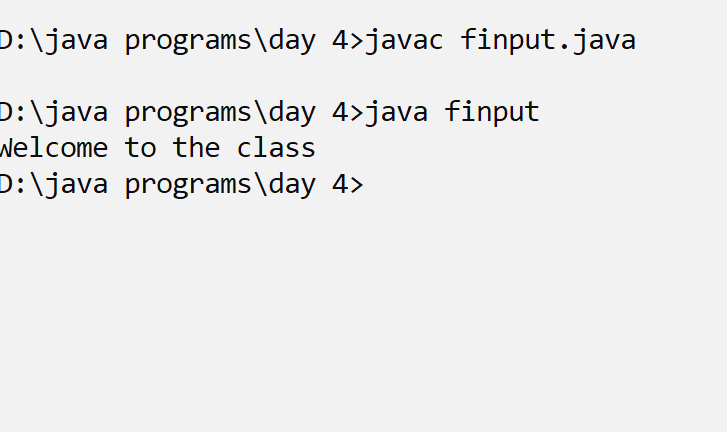 D:\java programs\day 4>javac finput.java
D:\java programs\day 4>java finput
Welcome to the class
D:\java programs\day 4>